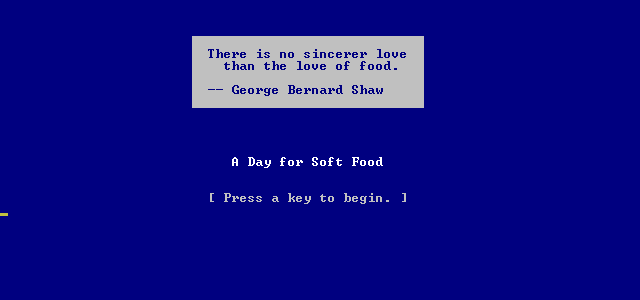 There is no sincerer love
than the love of food.
-- George Bernard Shaw
A Day for Soft Food
[ Press a key to begin. ]